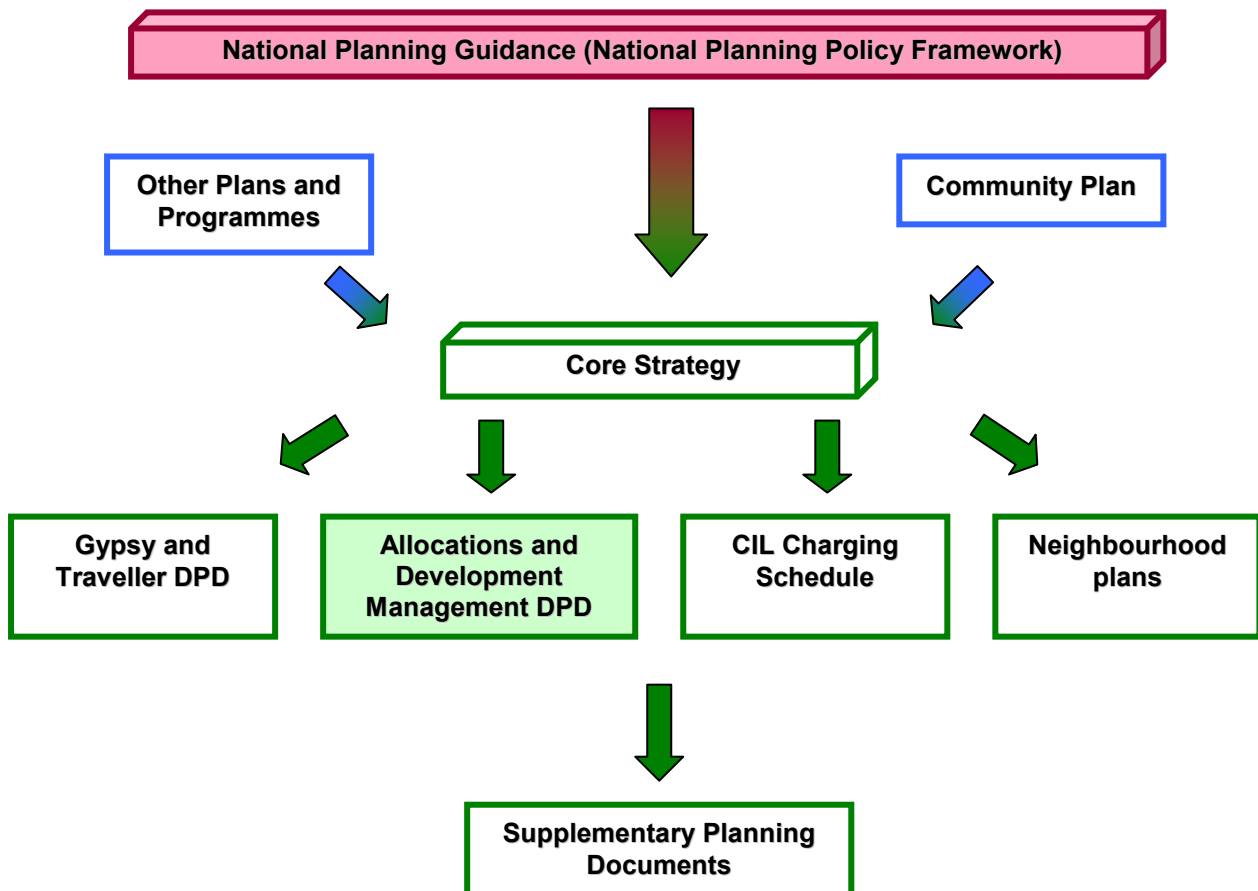 National Planning Guidance (National Planning Policy Framework)
Other Plans and
Programmes
Community Plan
Core Strategy
Gypsy and
Traveller DPD
Allocations and
Development
Management DPD
CIL Charging
Schedule
Neighbourhood
plans
Supplementary Planning
Documents